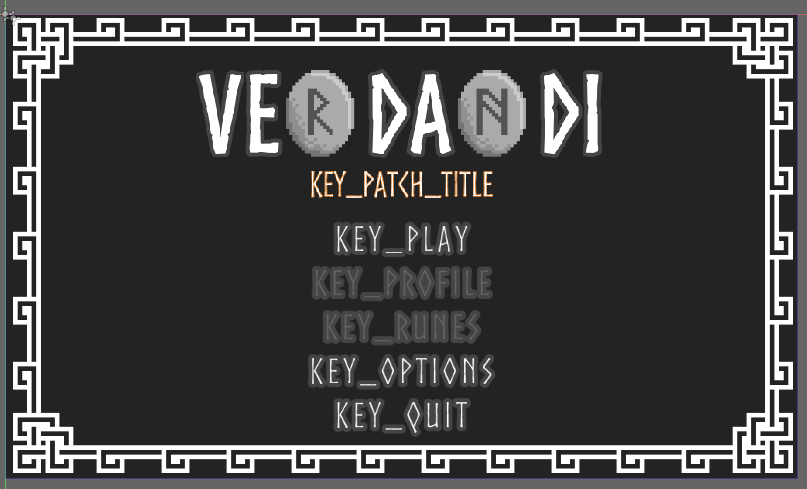 VERDANDI
KEY_PATCH_TITLE
KEY_PLAY
KEY_PROFILE
KEY_RUNES
KEY_OPTIONS
KEY_QUIT